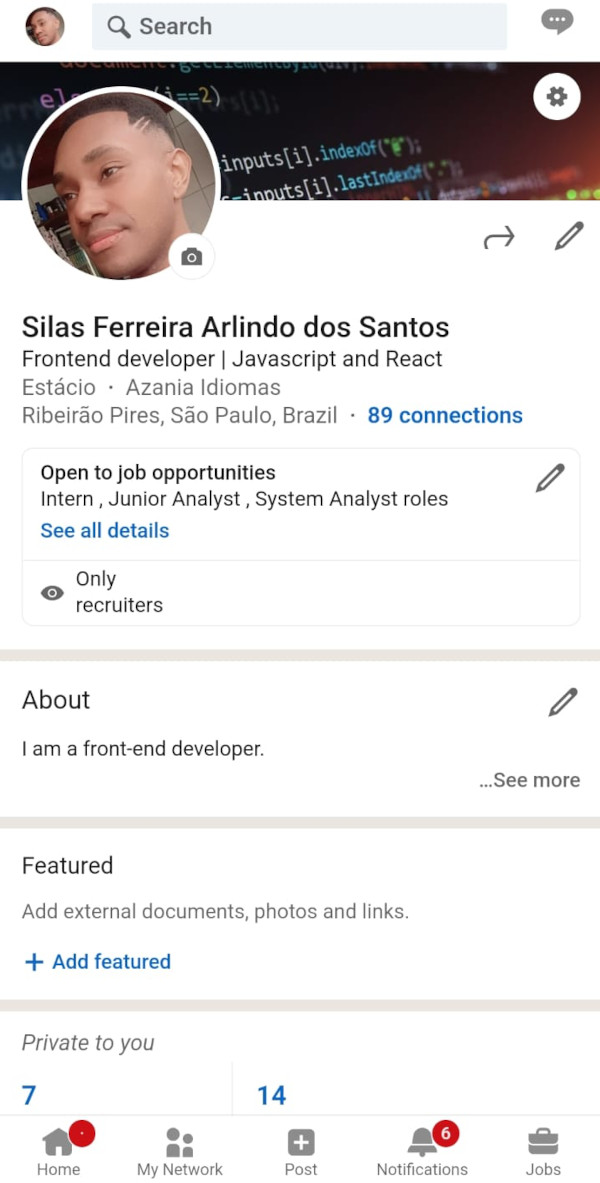 Search
document.getElementById(div);
(i==2)
s[i];
inputs[i].indexOf("@");
=inputs[i].lastIndexOf(".");
Silas Ferreira Arlindo dos Santos
Frontend developer | Javascript and React
Estácio · Azania Idiomas
Ribeirão Pires, São Paulo, Brazil · 89 connections
Open to job opportunities
Intern , Junior Analyst , System Analyst roles
See all details
Only
recruiters
About
I am a front-end developer.
...See more
Featured
Add external documents, photos and links.
+ Add featured
Private to you
7 14
6
Home My Network Post Notifications Jobs